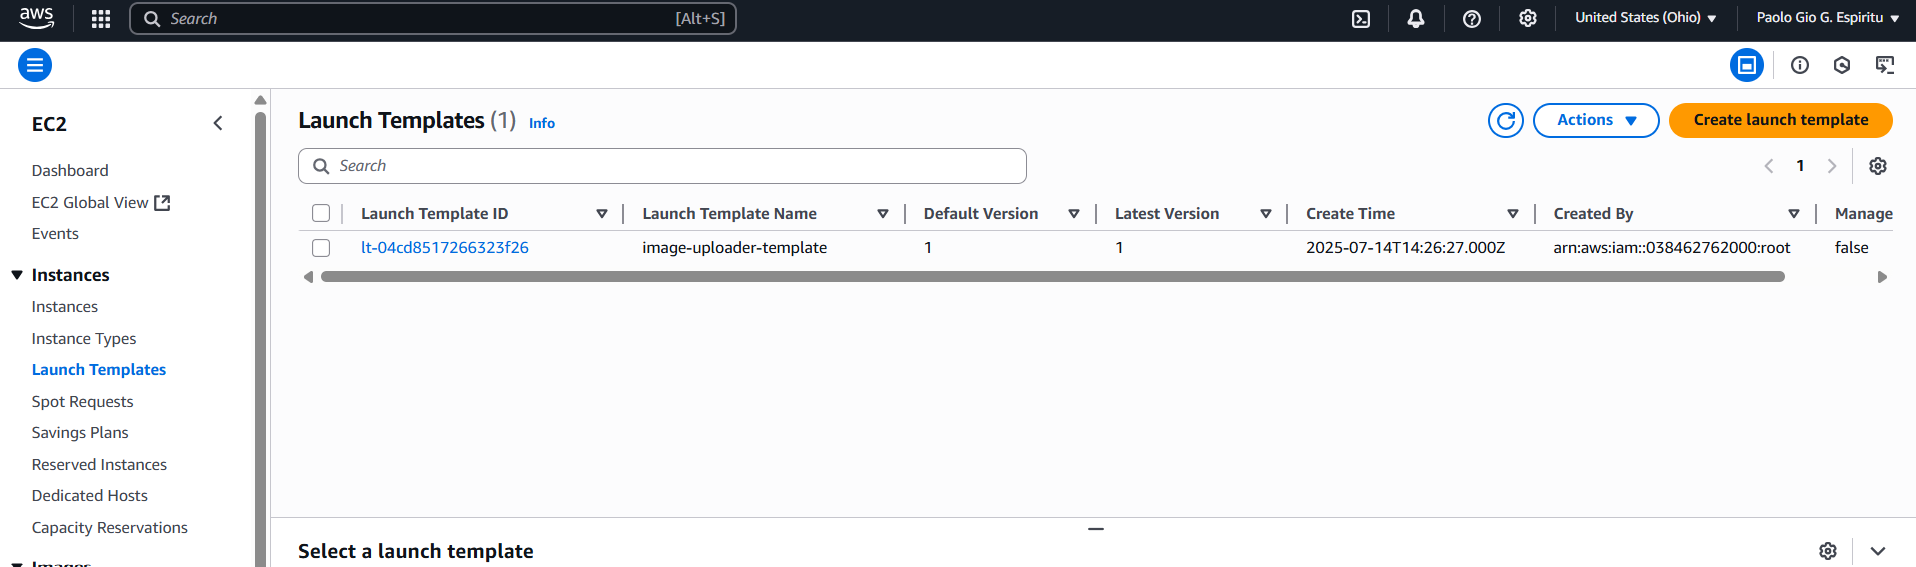 aws
Search [Alt+S]
United States (Ohio)
Paolo Gio G. Espiritu
EC2
Dashboard
EC2 Global View
Events
Instances
Instances
Instance Types
Launch Templates
Spot Requests
Savings Plans
Reserved Instances
Dedicated Hosts
Capacity Reservations
Images
Launch Templates (1) Info
Actions
Create launch template
Search
1
Launch Template ID Launch Template Name Default Version Latest Version Create Time Created By Manage
lt-04cd8517266323f26 image-uploader-template 1 1 2025-07-14T14:26:27.000Z arn:aws:iam::038462762000:root false
Select a launch template